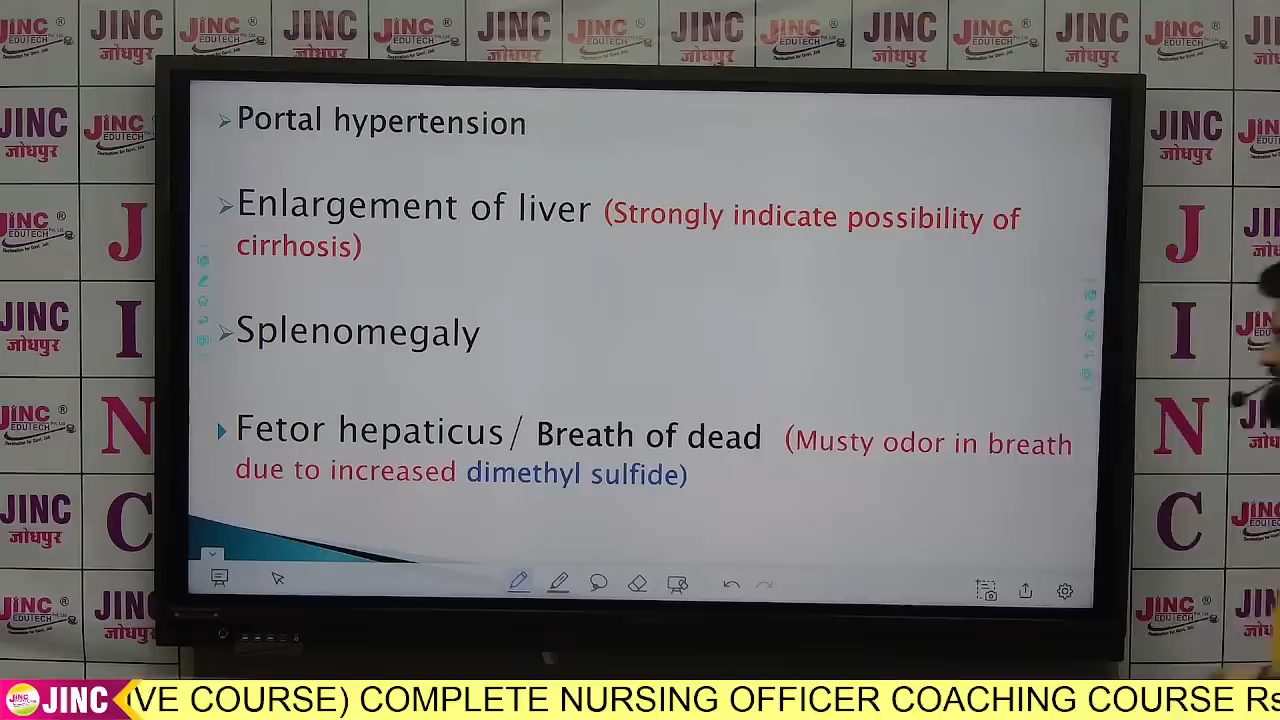 Portal hypertension
Enlargement of liver (Strongly indicate possibility of
cirrhosis)
Splenomegaly
Fetor hepaticus/ Breath of dead (Musty odor in breath
due to increased dimethyl sulfide)
JINC
जोधपुर
JINC
EDUTECH
J
I
N
C
J
I
N
C
JINC
IVE COURSE) COMPLETE NURSING OFFICER COACHING COURSE Rs